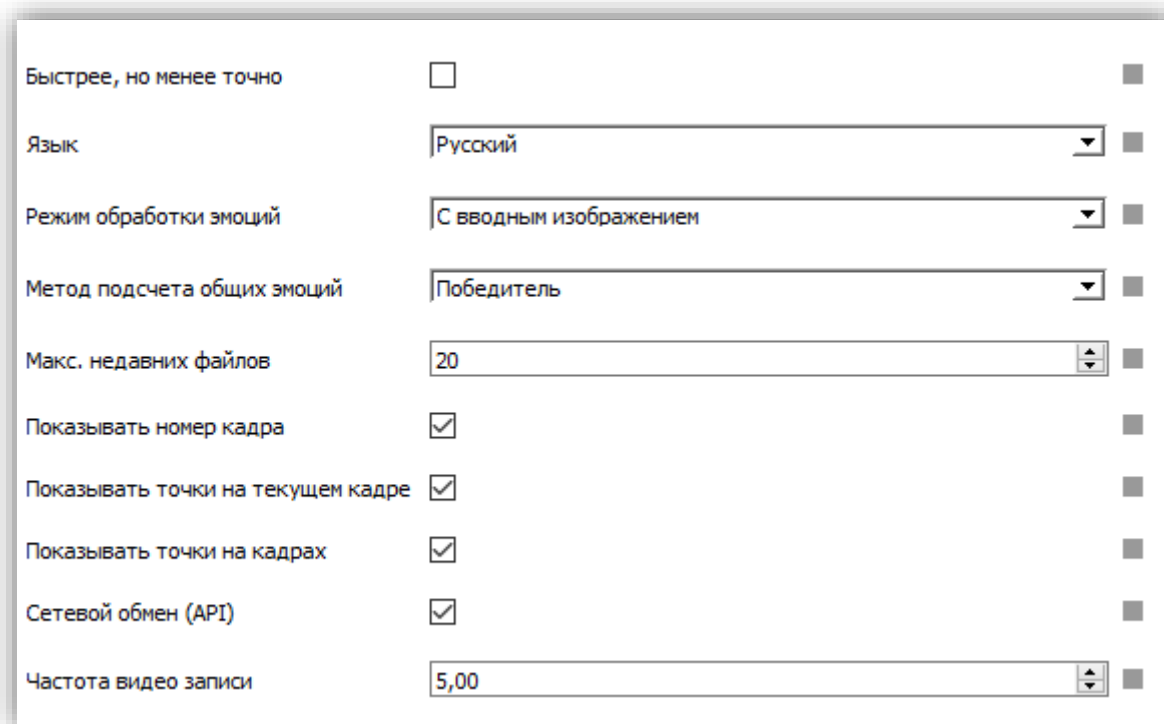 Быстрее, но менее точно
Язык Русский
Режим обработки эмоций С вводным изображением
Метод подсчета общих эмоций Победитель
Макс. недавних файлов 20
Показывать номер кадра
Показывать точки на текущем кадре
Показывать точки на кадрах
Сетевой обмен (API)
Частота видео записи 5,00